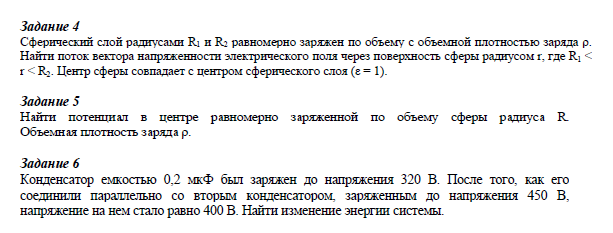 Задание 4
Сферический слой радиусами R₁ и R₂ равномерно заряжен по объему с объемной плотностью заряда ρ.
Найти поток вектора напряженности электрического поля через поверхность сферы радиусом r, где R₁ <
r < R₂. Центр сферы совпадает с центром сферического слоя (ε = 1).
Задание 5
Найти потенциал в центре равномерно заряженной по объему сферы радиуса R.
Объемная плотность заряда ρ.
Задание 6
Конденсатор емкостью 0,2 мкФ был заряжен до напряжения 320 В. После того, как его
соединили параллельно со вторым конденсатором, заряженным до напряжения 450 В,
напряжение на нем стало равно 400 В. Найти изменение энергии системы.